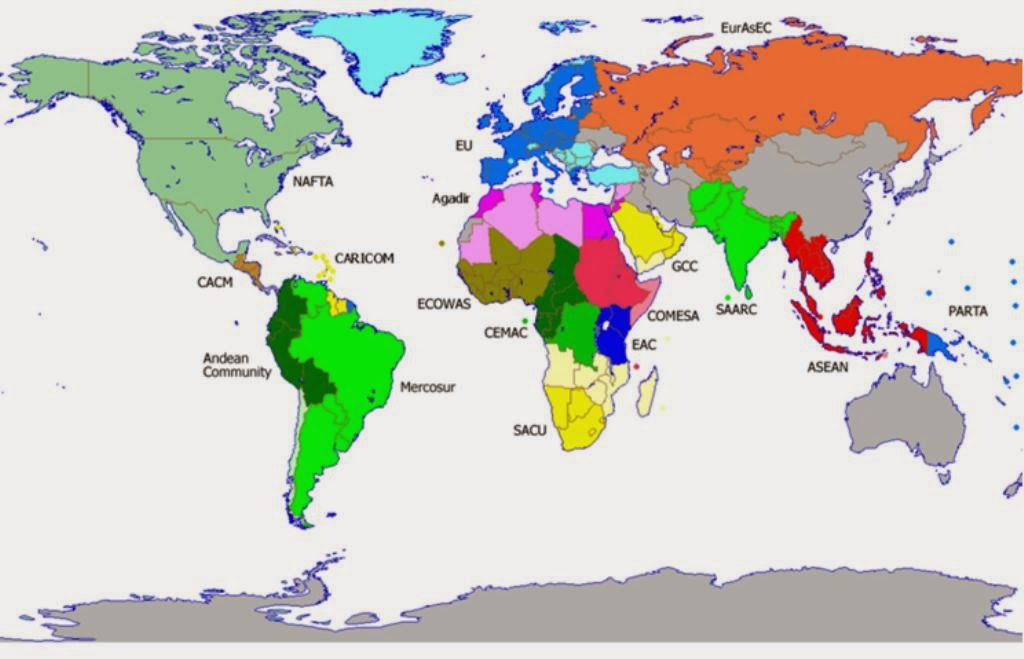 EurAsEC
EU
NAFTA
Agadir
CARICOM
GCC
CACM
ECOWAS
COMESA
SAARC
PARTA
CEMAC
EAC
Andean
Community
ASEAN
Mercosur
SACU